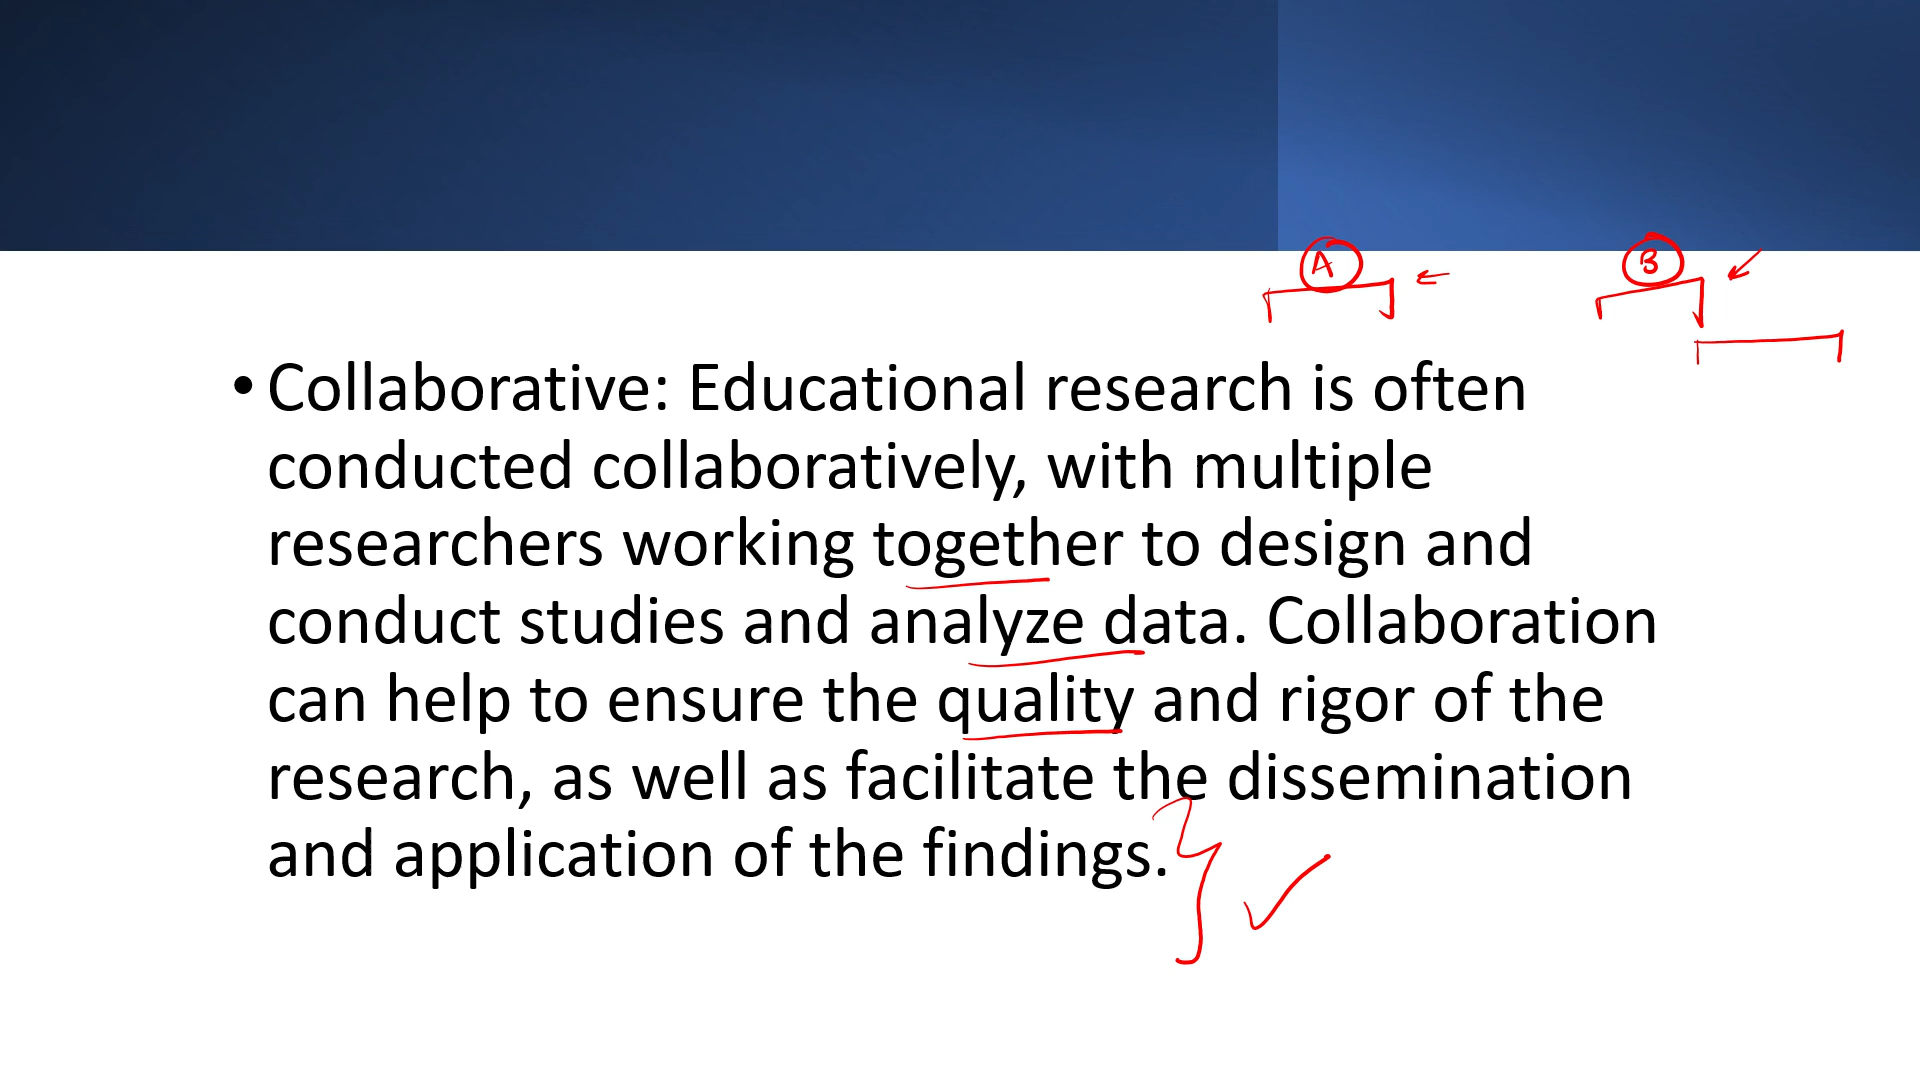 A B
• Collaborative: Educational research is often
conducted collaboratively, with multiple
researchers working together to design and
conduct studies and analyze data. Collaboration
can help to ensure the quality and rigor of the
research, as well as facilitate the dissemination
and application of the findings.